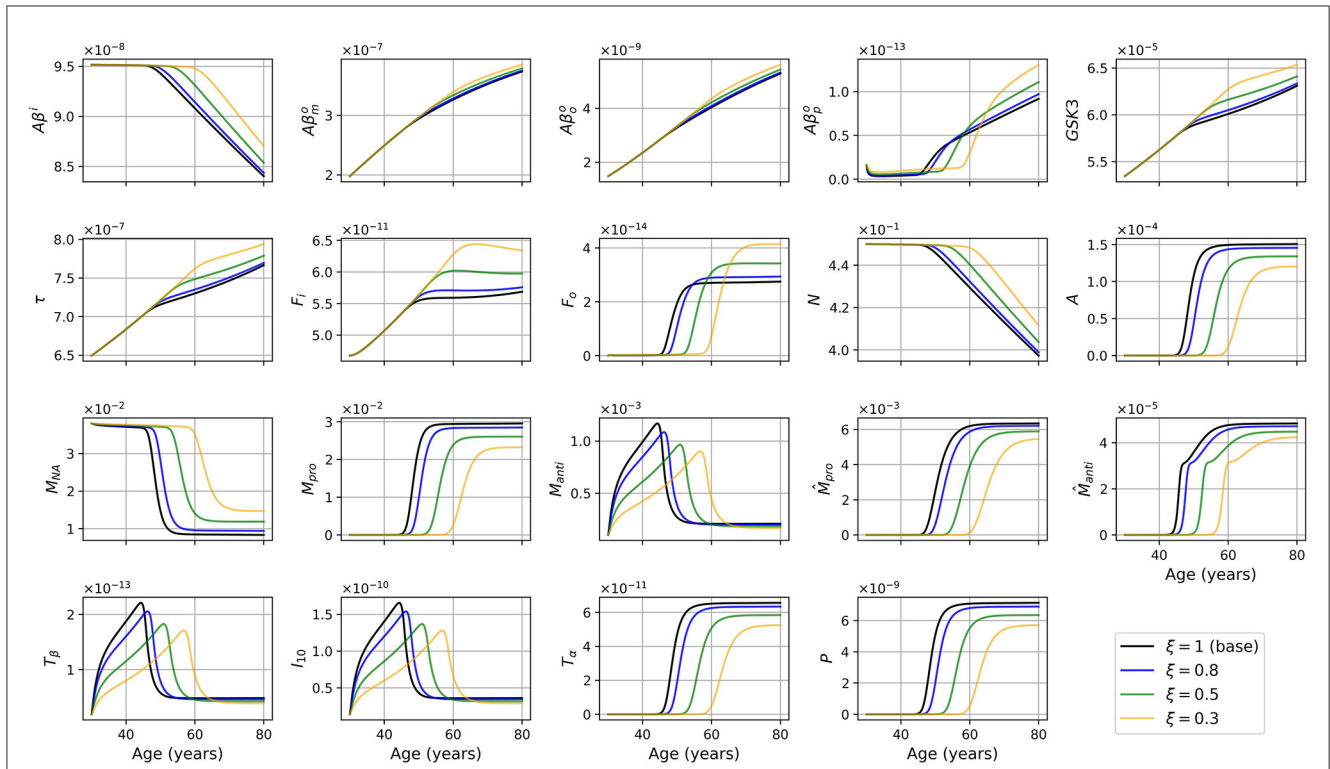 ×10⁻⁸ ×10⁻⁷ ×10⁻⁹ ×10⁻¹³ ×10⁻⁵
Aβⁱ 9.5 9.0 8.5
Aβₘᵒ 3 2
Aβₒᵒ 4 2
Aβₚᵒ 1.0 0.5 0.0
GSK3 6.5 6.0 5.5
×10⁻⁷ ×10⁻¹¹ ×10⁻¹⁴ ×10⁻¹ ×10⁻⁴
τ 8.0 7.5 7.0 6.5
Fᵢ 6.5 6.0 5.5 5.0
Fₒ 4 2 0
N 4.4 4.2 4.0
A 1.5 1.0 0.5 0.0
×10⁻² ×10⁻² ×10⁻³ ×10⁻³ ×10⁻⁵
M_NA 3 2 1
M_pro 3 2 1 0
M_anti 1.0 0.5
M̂_pro 6 4 2 0
M̂_anti 4 2 0
40 60 80
Age (years)
×10⁻¹³ ×10⁻¹⁰ ×10⁻¹¹ ×10⁻⁹
T_β 2 1
I₁₀ 1.5 1.0 0.5
T_α 6 4 2 0
P 6 4 2 0
40 60 80 40 60 80 40 60 80 40 60 80
Age (years) Age (years) Age (years) Age (years)
ξ = 1 (base)
ξ = 0.8
ξ = 0.5
ξ = 0.3